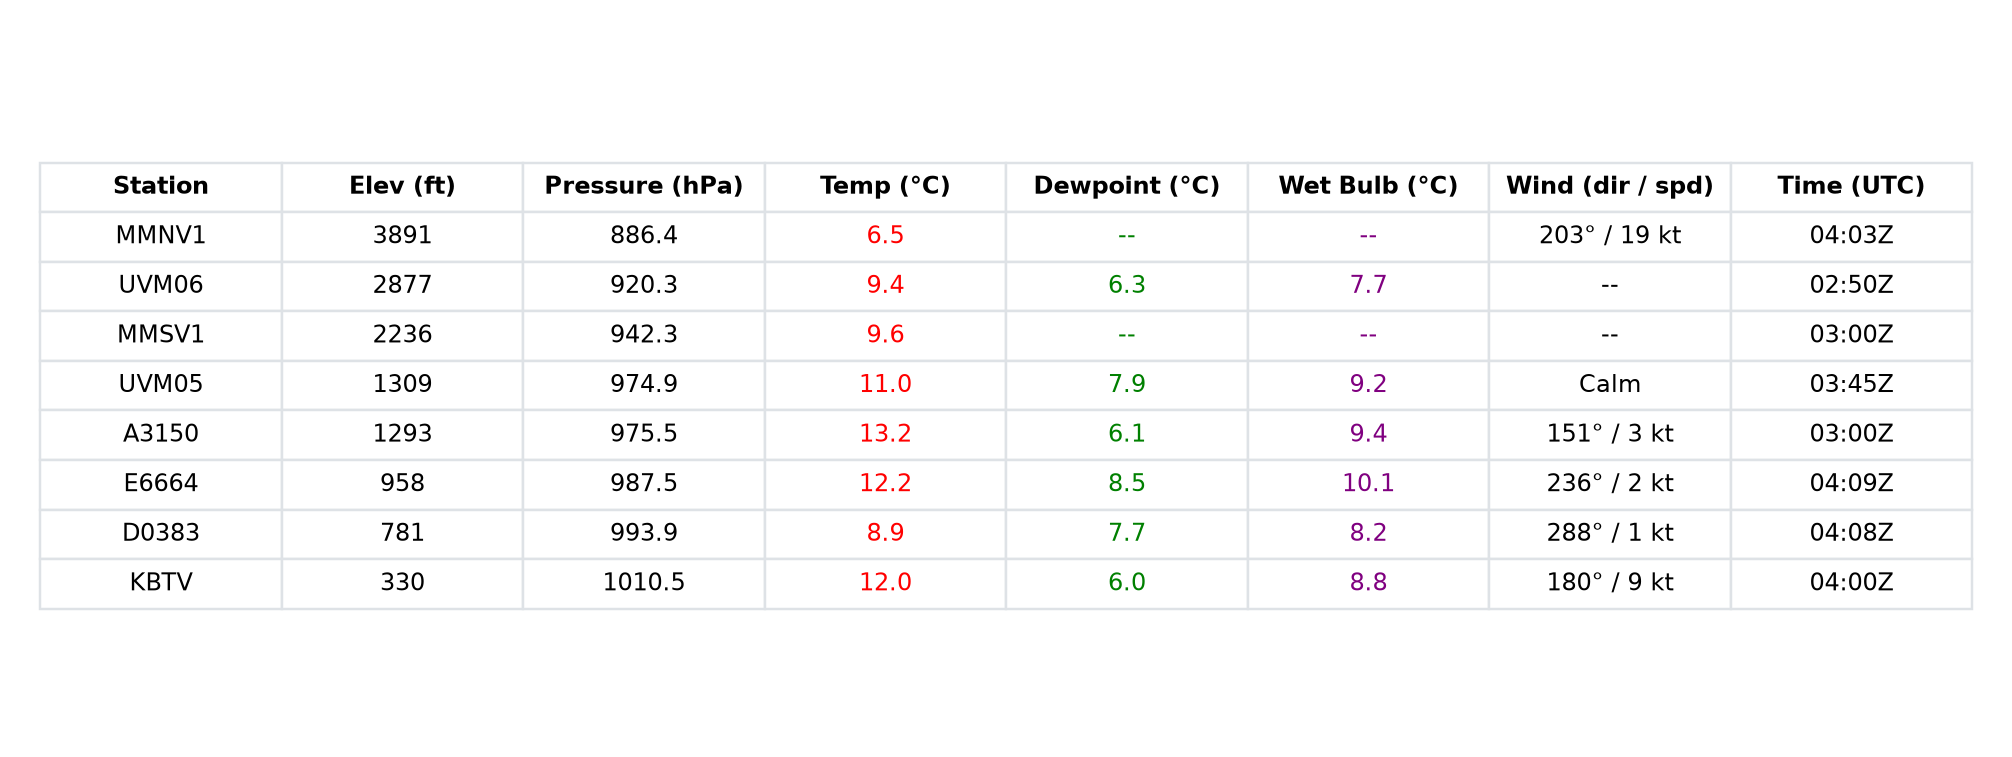 Station Elev (ft) Pressure (hPa) Temp (°C) Dewpoint (°C) Wet Bulb (°C) Wind (dir / spd) Time (UTC)
MMNV1 3891 886.4 6.5 -- -- 203° / 19 kt 04:03Z
UVM06 2877 920.3 9.4 6.3 7.7 -- 02:50Z
MMSV1 2236 942.3 9.6 -- -- -- 03:00Z
UVM05 1309 974.9 11.0 7.9 9.2 Calm 03:45Z
A3150 1293 975.5 13.2 6.1 9.4 151° / 3 kt 03:00Z
E6664 958 987.5 12.2 8.5 10.1 236° / 2 kt 04:09Z
D0383 781 993.9 8.9 7.7 8.2 288° / 1 kt 04:08Z
KBTV 330 1010.5 12.0 6.0 8.8 180° / 9 kt 04:00Z